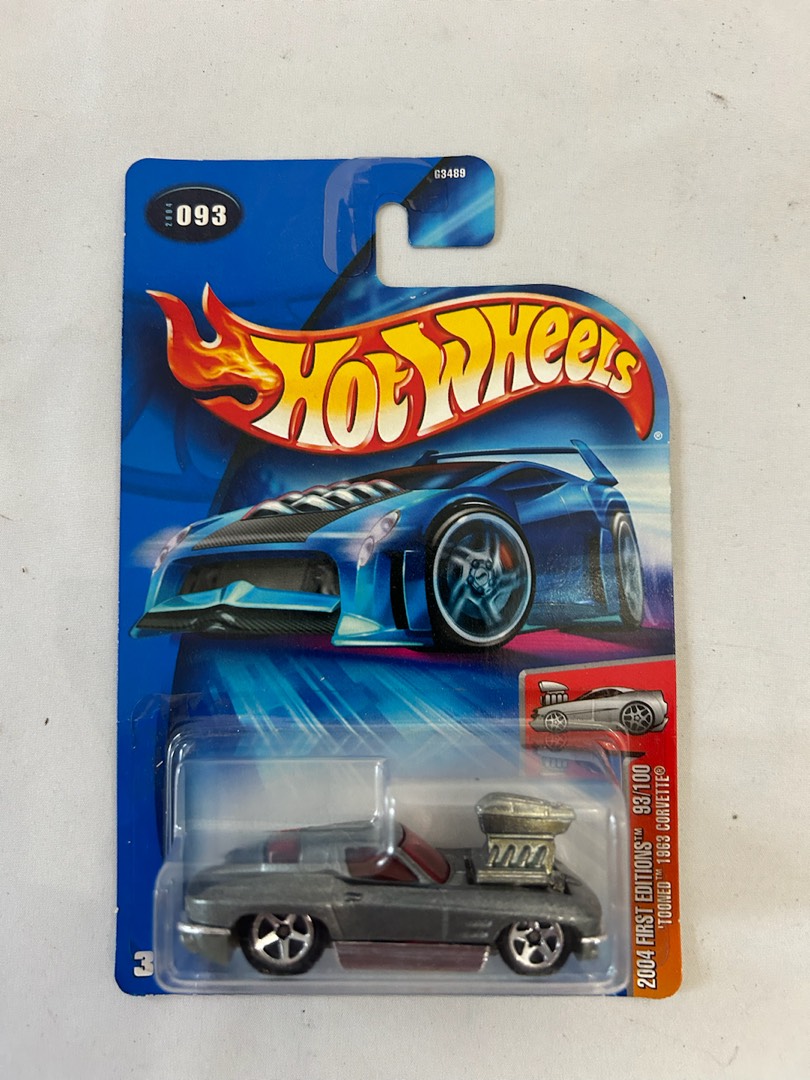 G3489
2004 093
HOT WHEELS®
2004 FIRST EDITIONS™ 93/100
'TOONED™ 1963 CORVETTE®
3